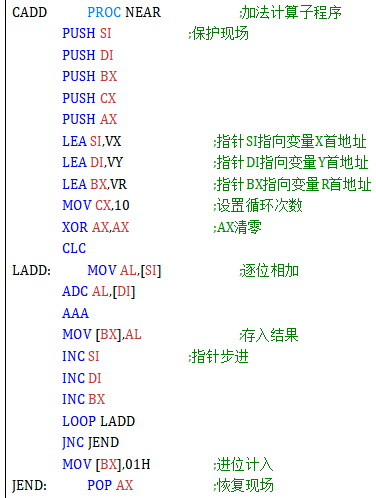 CADD PROC NEAR ;加法计算子程序
PUSH SI ;保护现场
PUSH DI
PUSH BX
PUSH CX
PUSH AX
LEA SI,VX ;指针SI指向变量X首地址
LEA DI,VY ;指针DI指向变量Y首地址
LEA BX,VR ;指针BX指向变量R首地址
MOV CX,10 ;设置循环次数
XOR AX,AX ;AX清零
CLC
LADD: MOV AL,[SI] ;逐位相加
ADC AL,[DI]
AAA
MOV [BX],AL ;存入结果
INC SI ;指针步进
INC DI
INC BX
LOOP LADD
JNC JEND
MOV [BX],01H ;进位计入
JEND: POP AX ;恢复现场